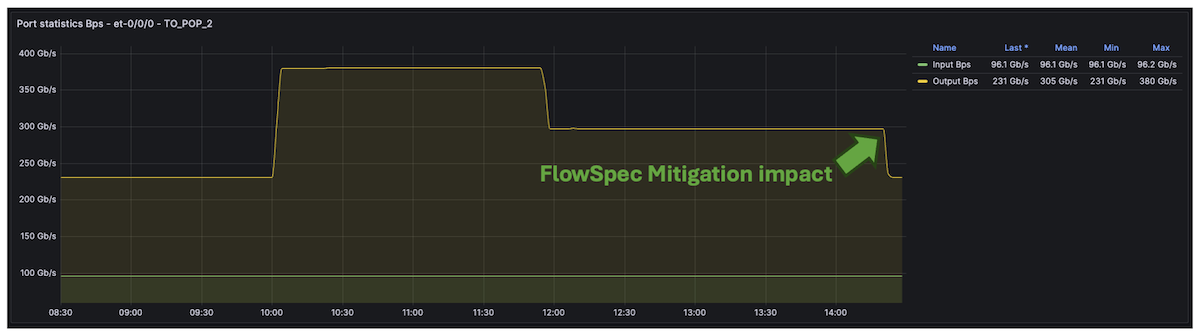 Port statistics Bps - et-0/0/0 - TO_POP_2
400 Gb/s
350 Gb/s
300 Gb/s
250 Gb/s
200 Gb/s
150 Gb/s
100 Gb/s
08:30 09:00 09:30 10:00 10:30 11:00 11:30 12:00 12:30 13:00 13:30 14:00
FlowSpec Mitigation impact
Name Last * Mean Min Max
Input Bps 96.1 Gb/s 96.1 Gb/s 96.1 Gb/s 96.2 Gb/s
Output Bps 231 Gb/s 305 Gb/s 231 Gb/s 380 Gb/s